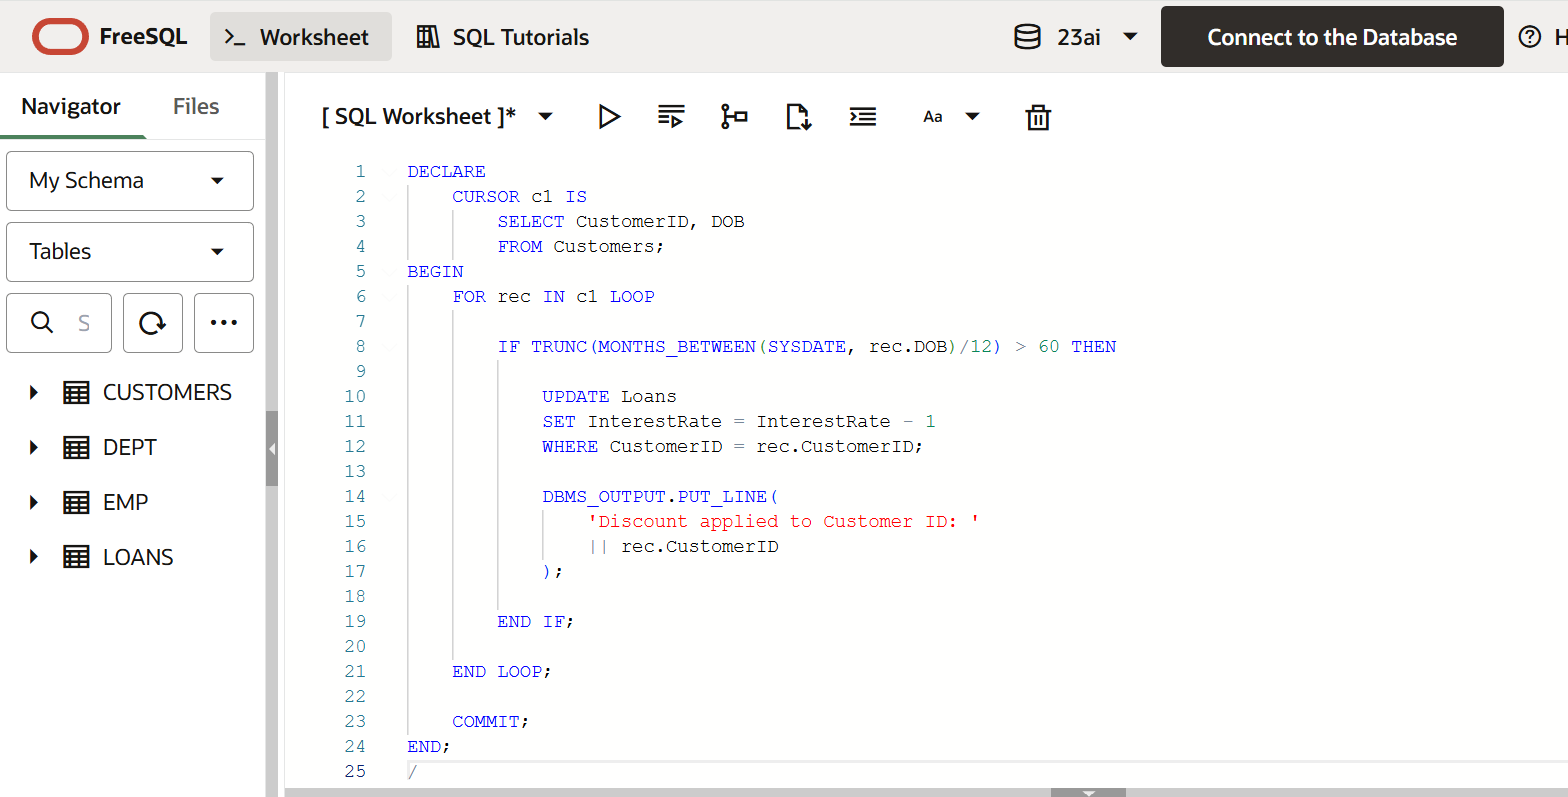 FreeSQL
Worksheet
SQL Tutorials
23ai
Connect to the Database
H
Navigator
Files
My Schema
Tables
S
CUSTOMERS
DEPT
EMP
LOANS
[ SQL Worksheet ]*
Aa
1 DECLARE
2     CURSOR c1 IS
3         SELECT CustomerID, DOB
4         FROM Customers;
5 BEGIN
6     FOR rec IN c1 LOOP
7
8         IF TRUNC(MONTHS_BETWEEN(SYSDATE, rec.DOB)/12) > 60 THEN
9
10             UPDATE Loans
11             SET InterestRate = InterestRate - 1
12             WHERE CustomerID = rec.CustomerID;
13
14             DBMS_OUTPUT.PUT_LINE(
15                 'Discount applied to Customer ID: '
16                 || rec.CustomerID
17             );
18
19         END IF;
20
21     END LOOP;
22
23     COMMIT;
24 END;
25 /